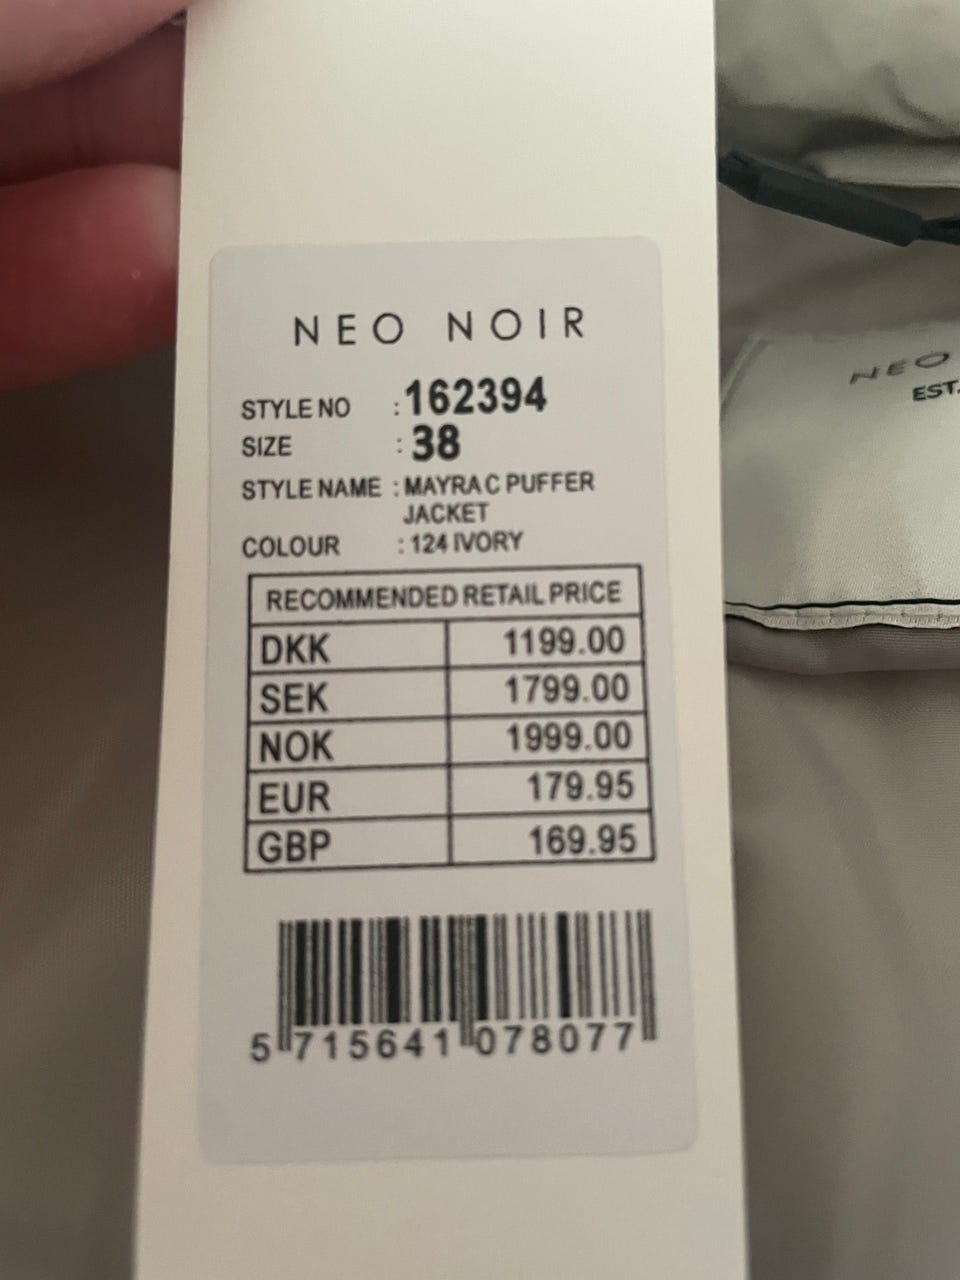 NEO NOIR
STYLE NO : 162394
SIZE : 38
STYLE NAME : MAYRA C PUFFER
JACKET
COLOUR : 124 IVORY
RECOMMENDED RETAIL PRICE
DKK 1199.00
SEK 1799.00
NOK 1999.00
EUR 179.95
GBP 169.95
5 715641 078077
NEO
EST.